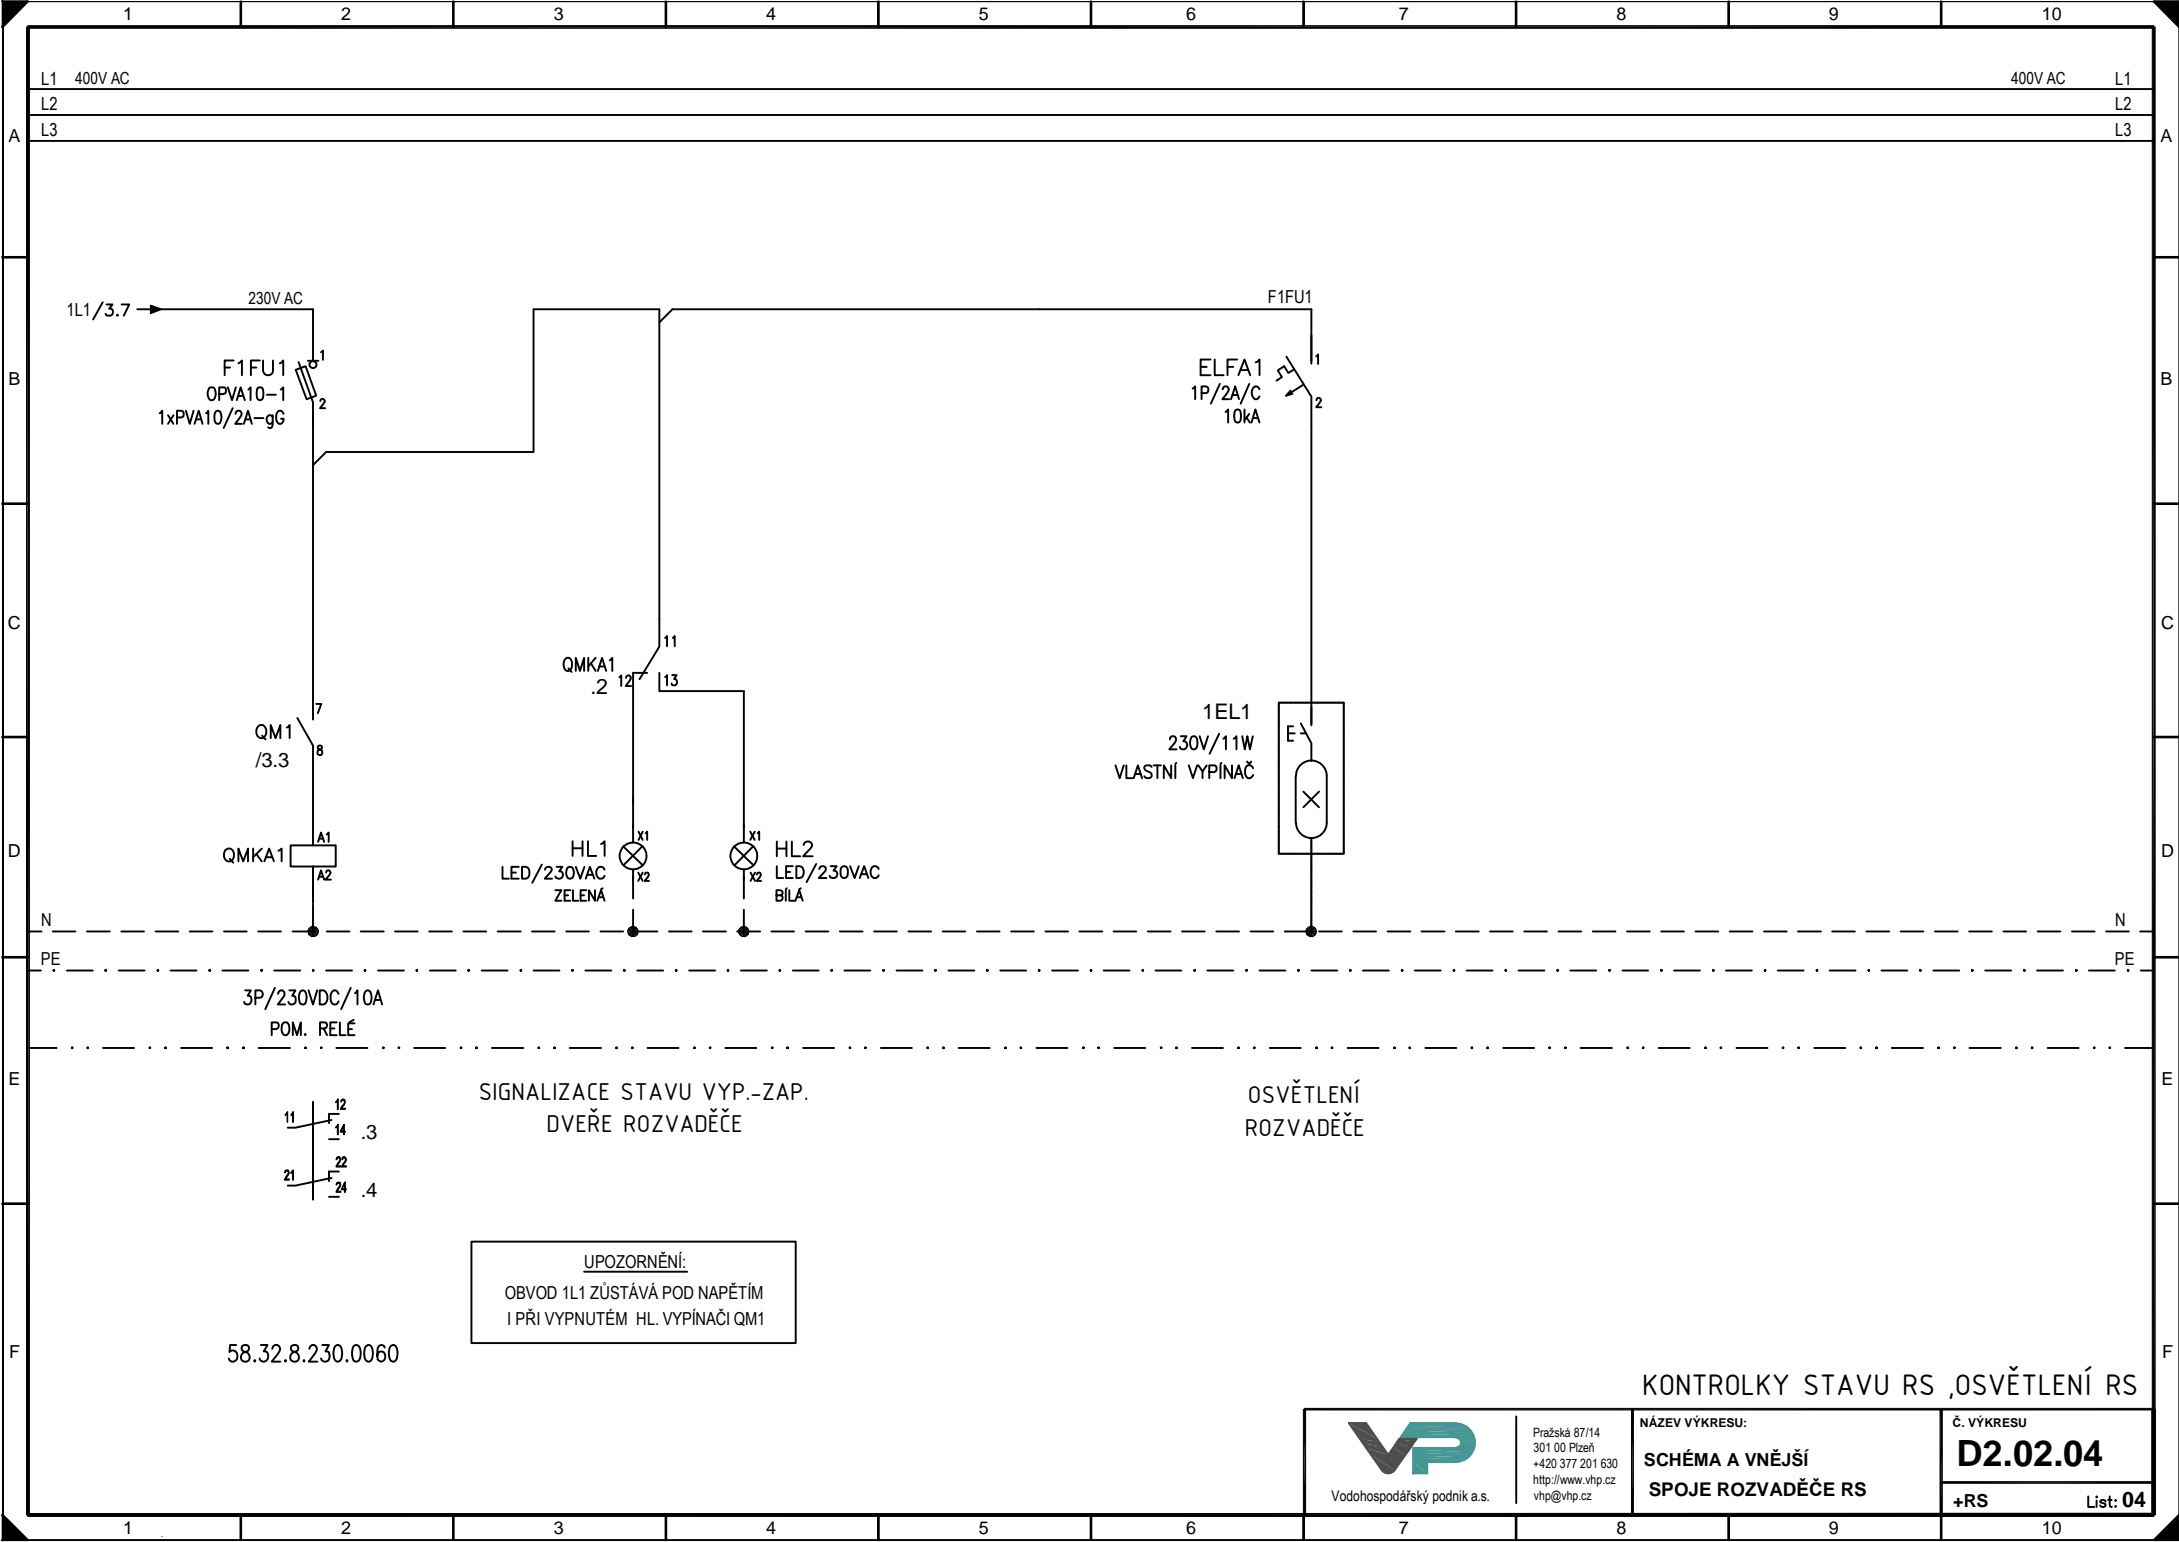 1 2 3 4 5 6 7 8 9 10
L1 400V AC 400V AC L1
L2 L2
L3 L3
A A
1L1/3.7
230V AC
F1FU1
F1FU1
OPVA10-1
1xPVA10/2A-gG
1
2
ELFA1
1P/2A/C
10kA
1
2
B B
C C
QMKA1
.2
11
12
13
QM1
/3.3
7
8
1EL1
230V/11W
VLASTNÍ VYPÍNAČ
E
QMKA1
A1
A2
HL1
LED/230VAC
ZELENÁ
X1
X2
HL2
LED/230VAC
BÍLÁ
X1
X2
D D
N N
PE PE
3P/230VDC/10A
POM. RELÉ
E E
SIGNALIZACE STAVU VYP.-ZAP.
DVEŘE ROZVADĚČE
OSVĚTLENÍ
ROZVADĚČE
11 12
14 .3
21 22
24 .4
UPOZORNĚNÍ:
OBVOD 1L1 ZŮSTÁVÁ POD NAPĚTÍM
I PŘI VYPNUTÉM HL. VYPÍNAČI QM1
58.32.8.230.0060
F F
KONTROLKY STAVU RS ,OSVĚTLENÍ RS
VP
Vodohospodářský podnik a.s.
Pražská 87/14
301 00 Plzeň
+420 377 201 630
http://www.vhp.cz
vhp@vhp.cz
NÁZEV VÝKRESU:
SCHÉMA A VNĚJŠÍ
SPOJE ROZVADĚČE RS
Č. VÝKRESU
D2.02.04
+RS List: 04
1 2 3 4 5 6 7 8 9 10